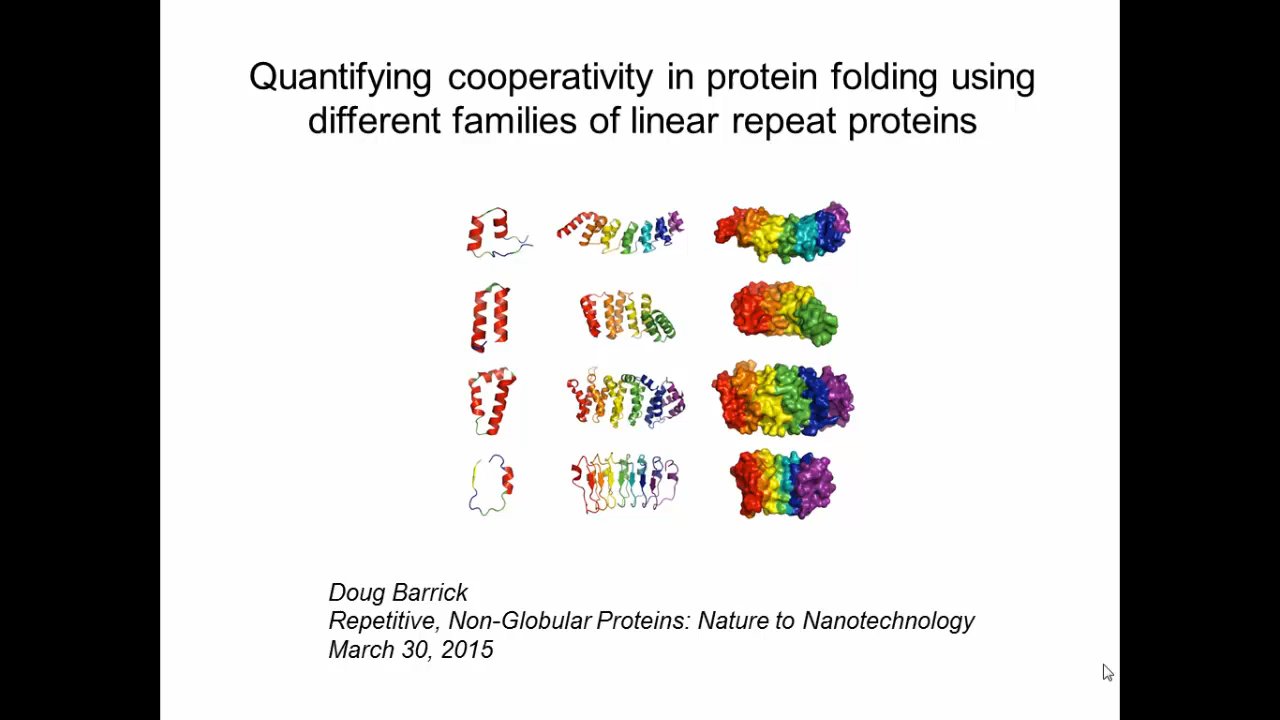 Quantifying cooperativity in protein folding using
different families of linear repeat proteins
Doug Barrick
Repetitive, Non-Globular Proteins: Nature to Nanotechnology
March 30, 2015